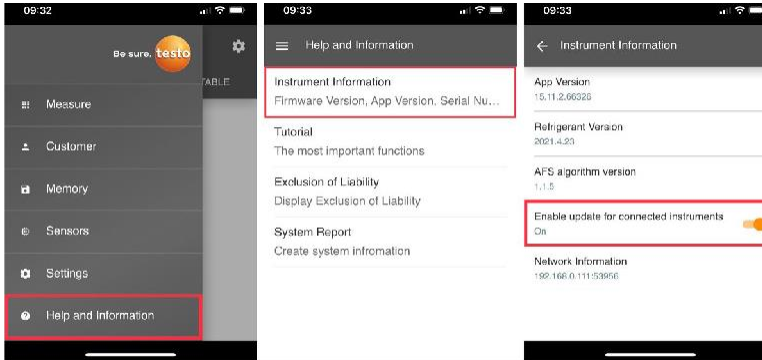 09:32
Be sure. testo
TABLE
Measure
Customer
Memory
Sensors
Settings
Help and Information
09:33
Help and Information
Instrument Information
Firmware Version, App Version, Serial Nu...
Tutorial
The most important functions
Exclusion of Liability
Display Exclusion of Liability
System Report
Create system infromation
09:33
Instrument Information
App Version
15.11.2.66326
Refrigerant Version
2021.4.23
AFS algorithm version
1.1.5
Enable update for connected instruments
On
Network Information
192.168.0.111:53956